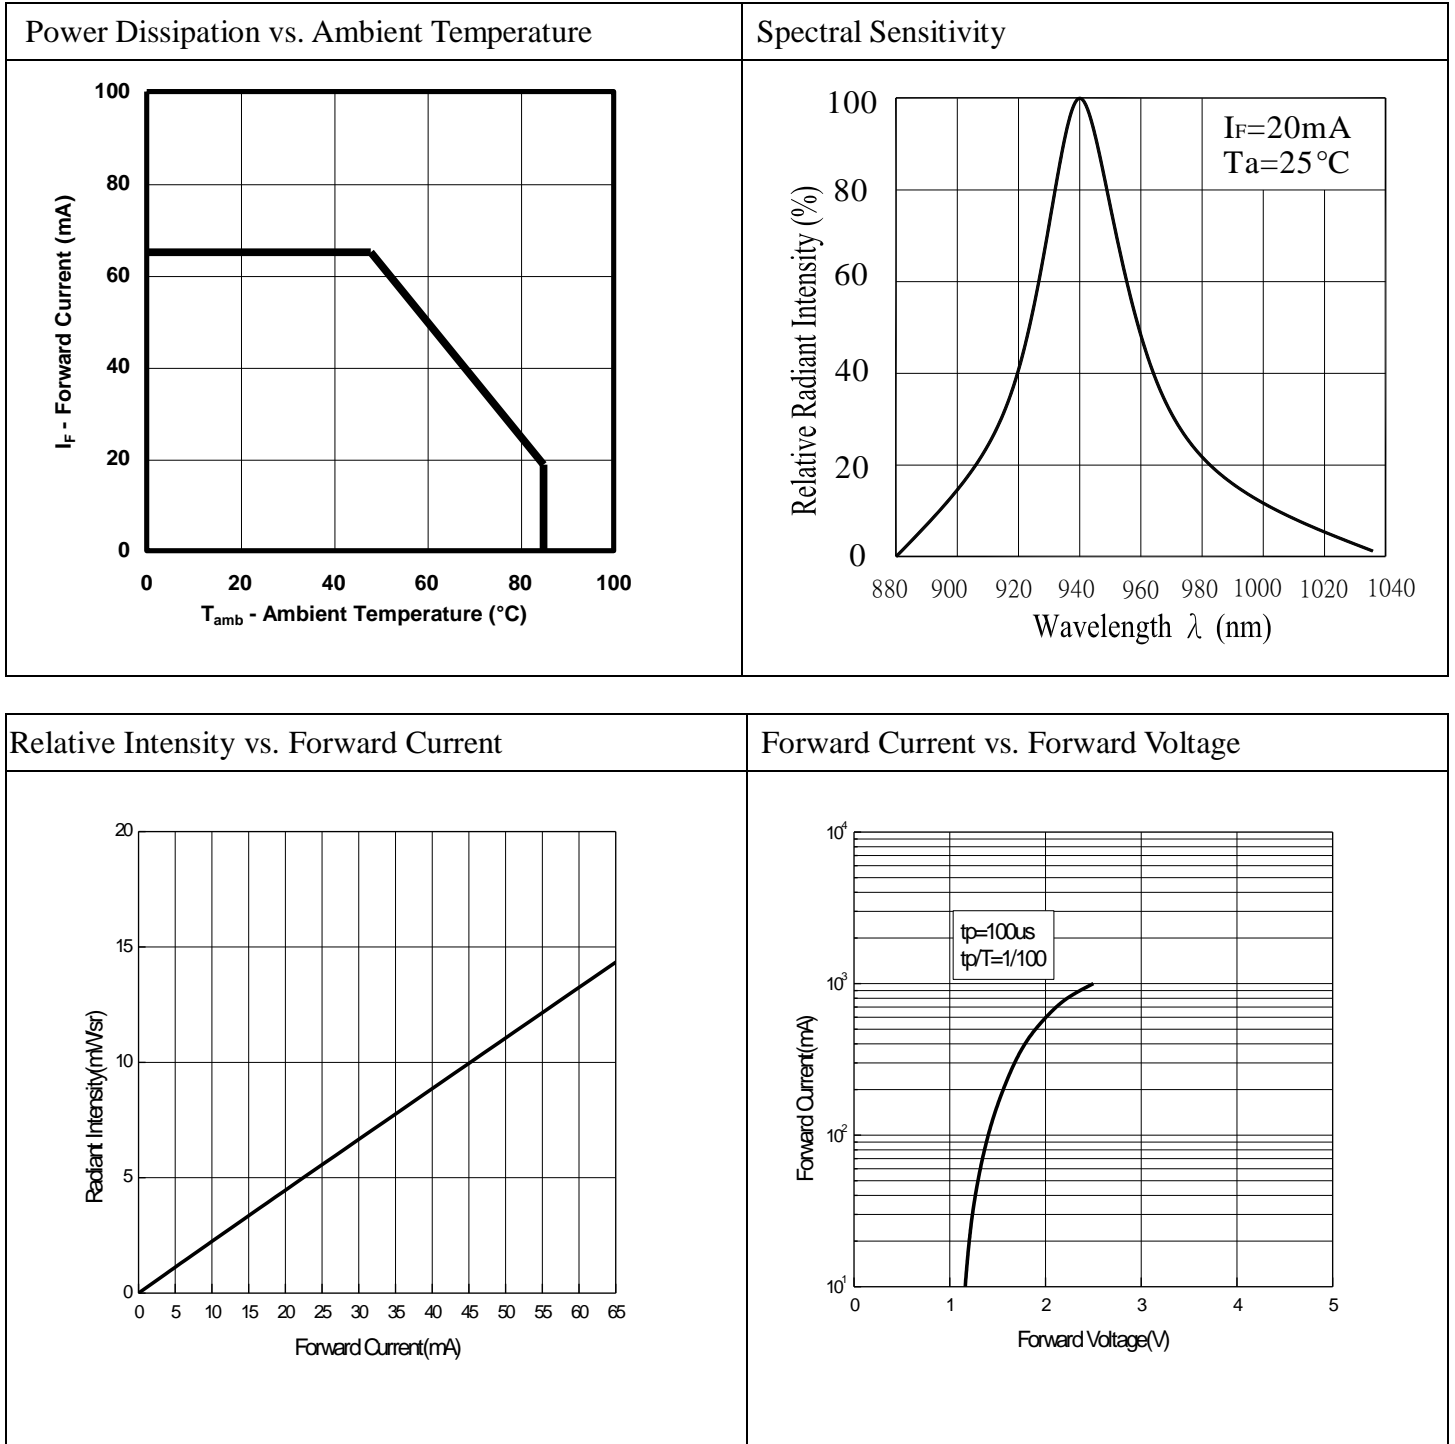 Power Dissipation vs. Ambient Temperature
Spectral Sensitivity
100
80
60
40
20
0
0 20 40 60 80 100
I_F - Forward Current (mA)
T_amb - Ambient Temperature (°C)
100
80
60
40
20
0
IF=20mA
Ta=25°C
Relative Radiant Intensity (%)
880 900 920 940 960 980 1000 1020 1040
Wavelength λ (nm)
Relative Intensity vs. Forward Current
Forward Current vs. Forward Voltage
20
15
10
5
0
Radiant Intensity(mW/sr)
0 5 10 15 20 25 30 35 40 45 50 55 60 65
Forward Current(mA)
10⁴
10³
10²
10¹
tp=100us
tp/T=1/100
Forward Current(mA)
0 1 2 3 4 5
Forward Voltage(V)